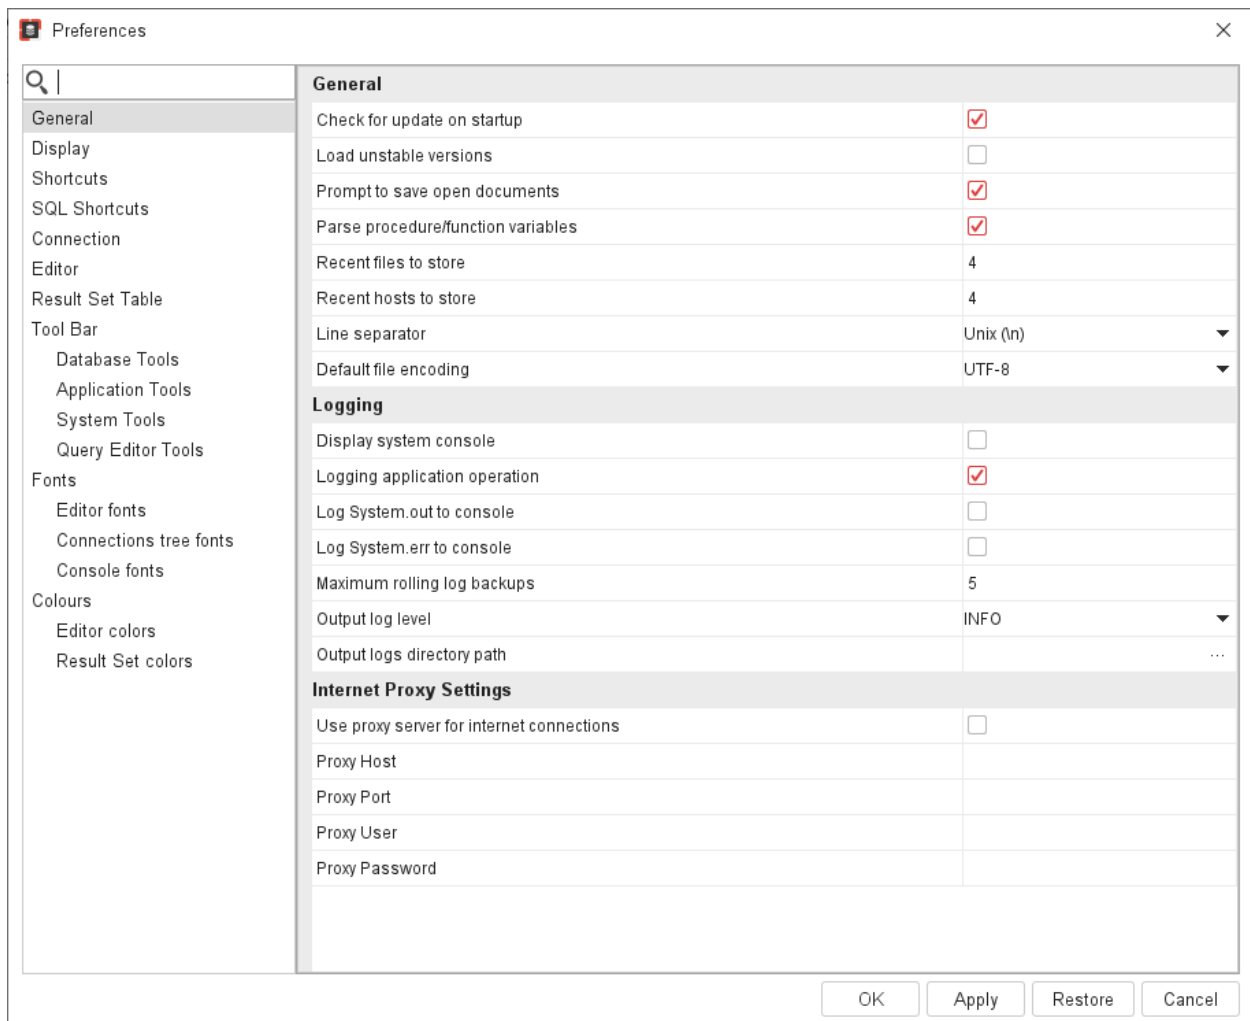 Preferences
General
Display
Shortcuts
SQL Shortcuts
Connection
Editor
Result Set Table
Tool Bar
Database Tools
Application Tools
System Tools
Query Editor Tools
Fonts
Editor fonts
Connections tree fonts
Console fonts
Colours
Editor colors
Result Set colors
General
Check for update on startup
Load unstable versions
Prompt to save open documents
Parse procedure/function variables
Recent files to store 4
Recent hosts to store 4
Line separator Unix (\n)
Default file encoding UTF-8
Logging
Display system console
Logging application operation
Log System.out to console
Log System.err to console
Maximum rolling log backups 5
Output log level INFO
Output logs directory path ...
Internet Proxy Settings
Use proxy server for internet connections
Proxy Host
Proxy Port
Proxy User
Proxy Password
OK Apply Restore Cancel